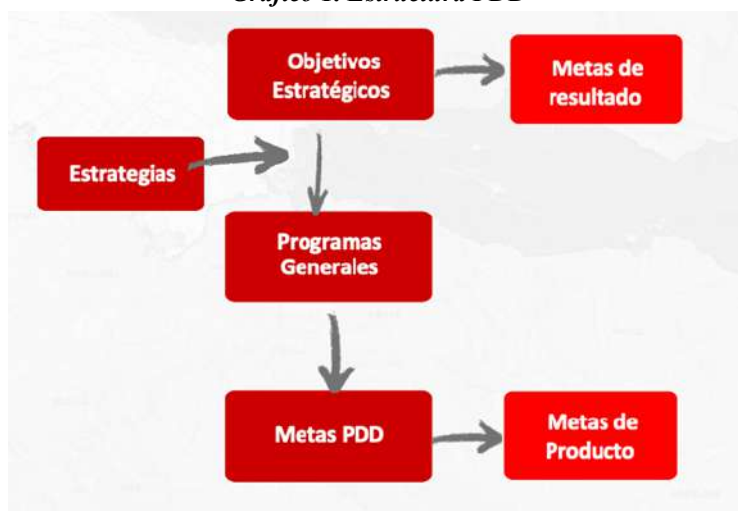 Objetivos
Estratégicos
Metas de
resultado
Estrategias
Programas
Generales
Metas PDD
Metas de
Producto